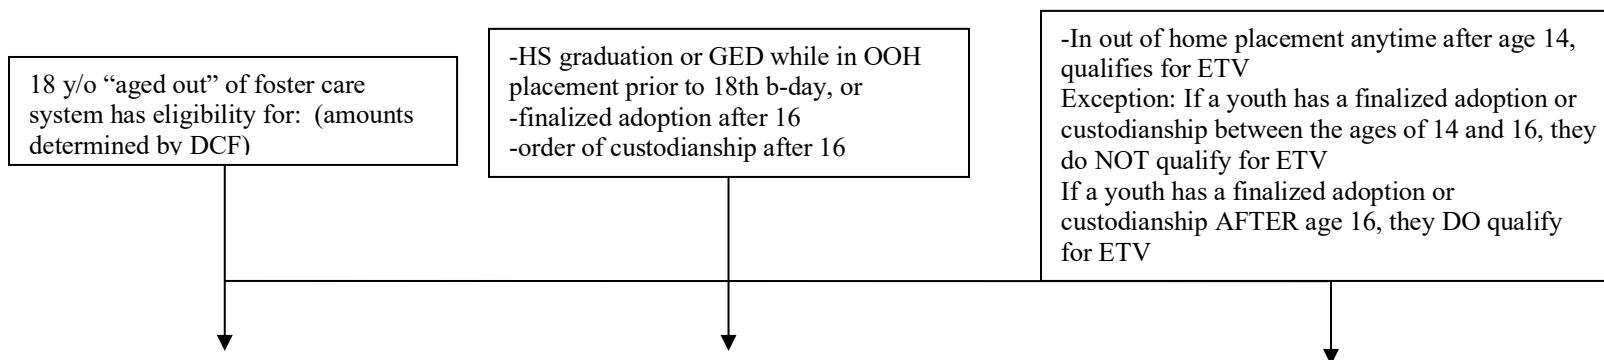 18 y/o “aged out” of foster care
system has eligibility for:  (amounts
determined by DCF)
-HS graduation or GED while in OOH
placement prior to 18th b-day, or
-finalized adoption after 16
-order of custodianship after 16
-In out of home placement anytime after age 14,
qualifies for ETV
Exception: If a youth has a finalized adoption or
custodianship between the ages of 14 and 16, they
do NOT qualify for ETV
If a youth has a finalized adoption or
custodianship AFTER age 16, they DO qualify
for ETV